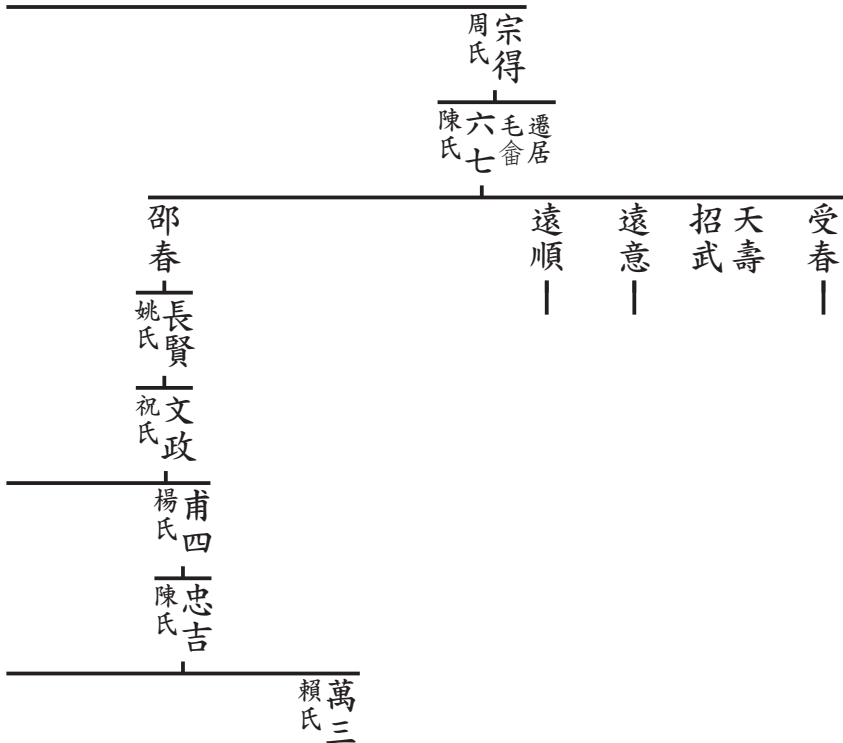 宗得
周氏
遷居
毛畲
六七
陳氏
受春
天壽
招武
遠意
遠順
邵春
長賢
姚氏
文政
祝氏
甫四
楊氏
忠吉
陳氏
萬三
賴氏